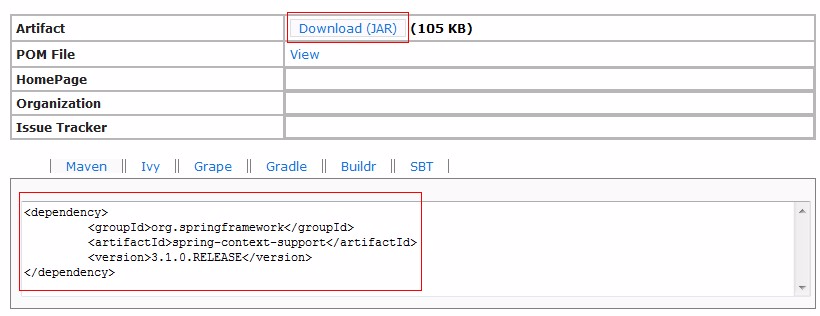 Artifact Download (JAR) (105 KB)
POM File View
HomePage
Organization
Issue Tracker
Maven || Ivy || Grape || Gradle || Buildr || SBT |
<dependency>
<groupId>org.springframework</groupId>
<artifactId>spring-context-support</artifactId>
<version>3.1.0.RELEASE</version>
</dependency>